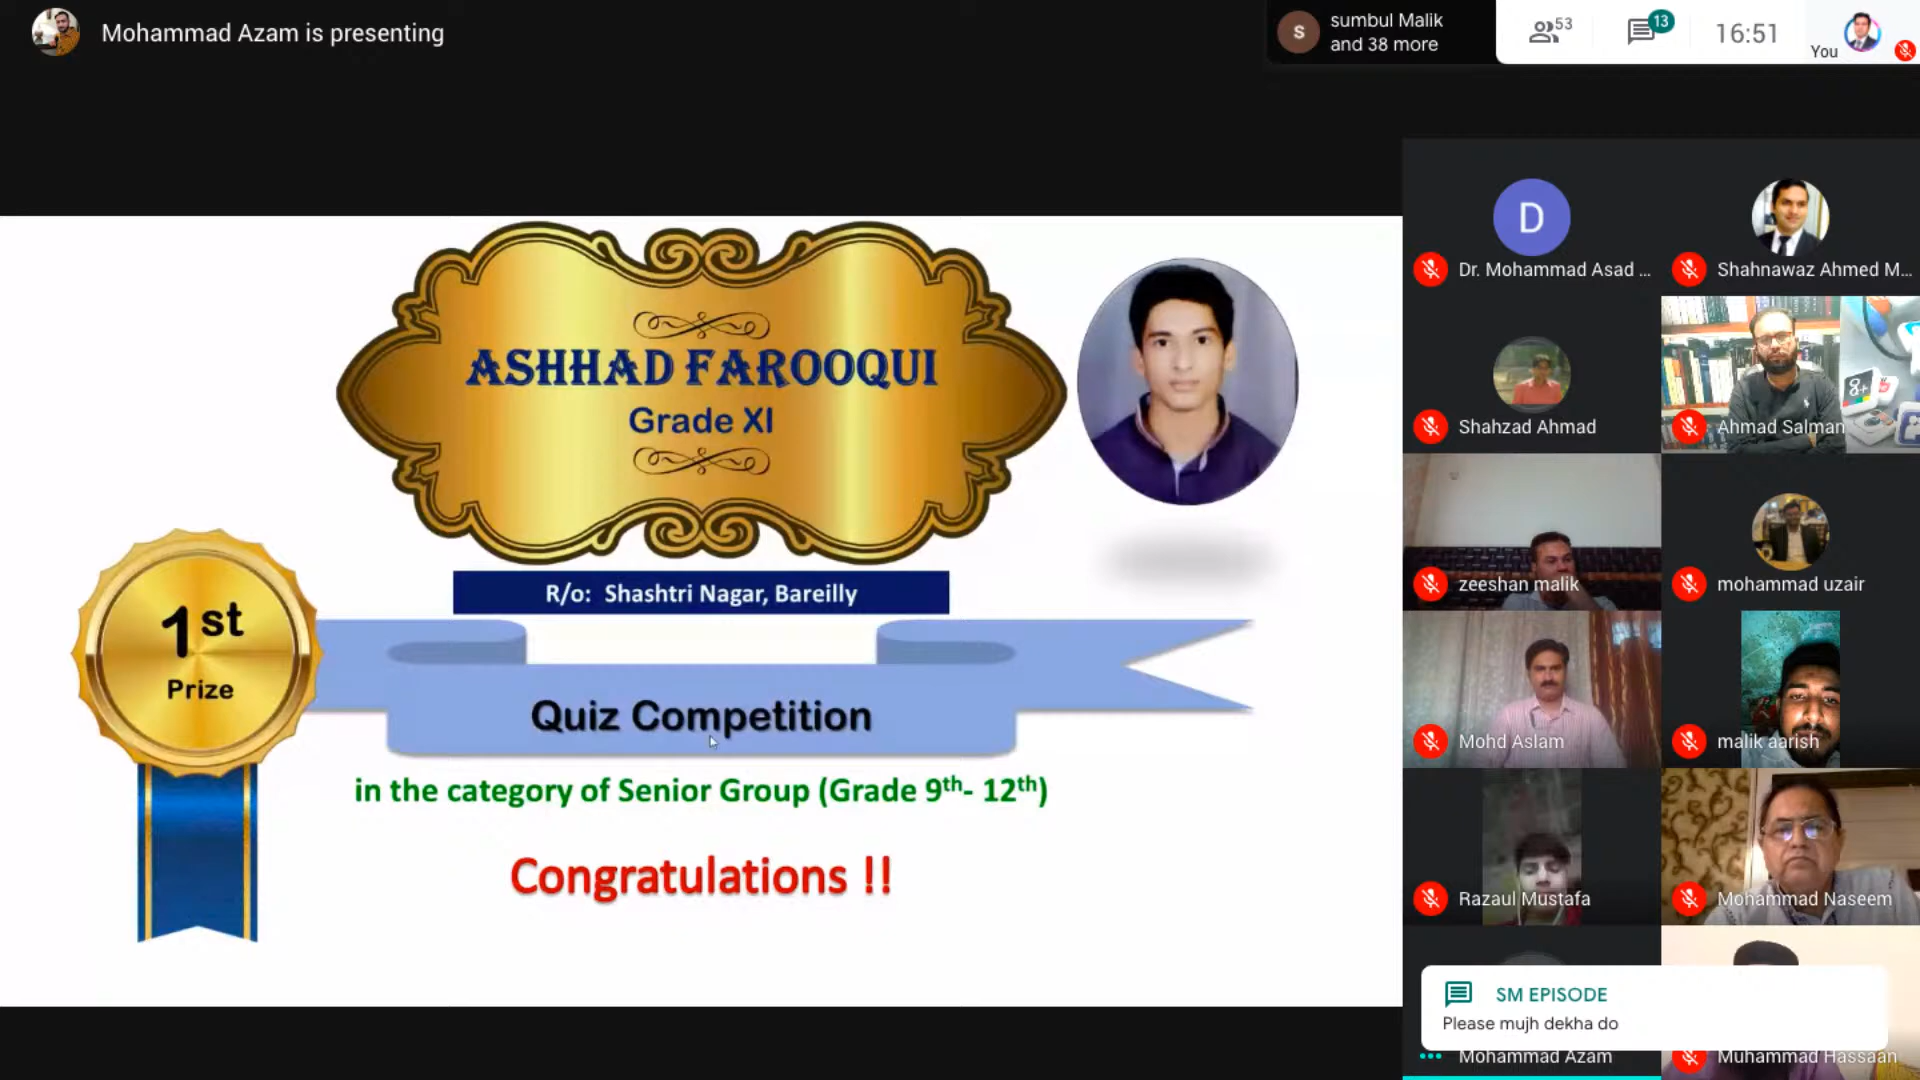 Mohammad Azam is presenting
S
sumbul Malik
and 38 more
53
13
16:51
You
ASHHAD FAROOQUI
Grade XI
R/o: Shashtri Nagar, Bareilly
1st
Prize
Quiz Competition
in the category of Senior Group (Grade 9th- 12th)
Congratulations !!
D
Dr. Mohammad Asad ...
Shahnawaz Ahmed M...
Shahzad Ahmad
Ahmad Salman
zeeshan malik
mohammad uzair
Mohd Aslam
malik aarish
Razaul Mustafa
Mohammad Naseem
SM EPISODE
Please mujh dekha do
Mohammad Azam
Muhammad Hassaan